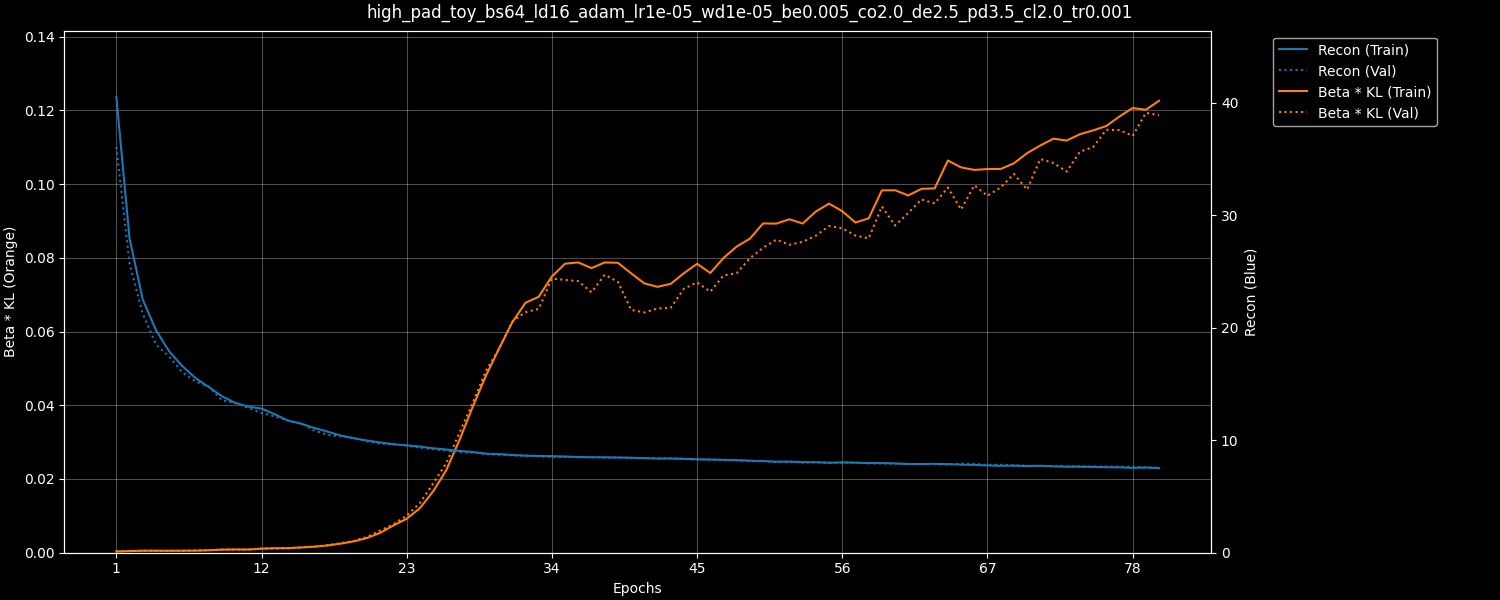 high_pad_toy_bs64_ld16_adam_lr1e-05_wd1e-05_be0.005_co2.0_de2.5_pd3.5_cl2.0_tr0.001
Recon (Train)
Recon (Val)
Beta * KL (Train)
Beta * KL (Val)
Beta * KL (Orange)
0.14
0.12
0.10
0.08
0.06
0.04
0.02
0.00
40
30
20
10
0
Recon (Blue)
1 12 23 34 45 56 67 78
Epochs